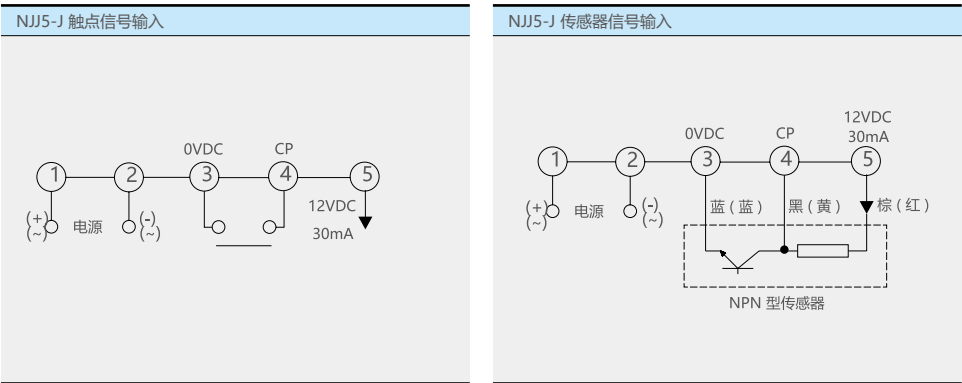 NJJ5-J 触点信号输入
0VDC
CP
1
2
3
4
5
(+)
(~)
电源
(-)
(~)
12VDC
30mA
NJJ5-J 传感器信号输入
12VDC
0VDC
CP
30mA
1
2
3
4
5
(+)
(~)
电源
(-)
(~)
蓝 ( 蓝 )
黑 ( 黄 )
棕 ( 红 )
NPN 型传感器